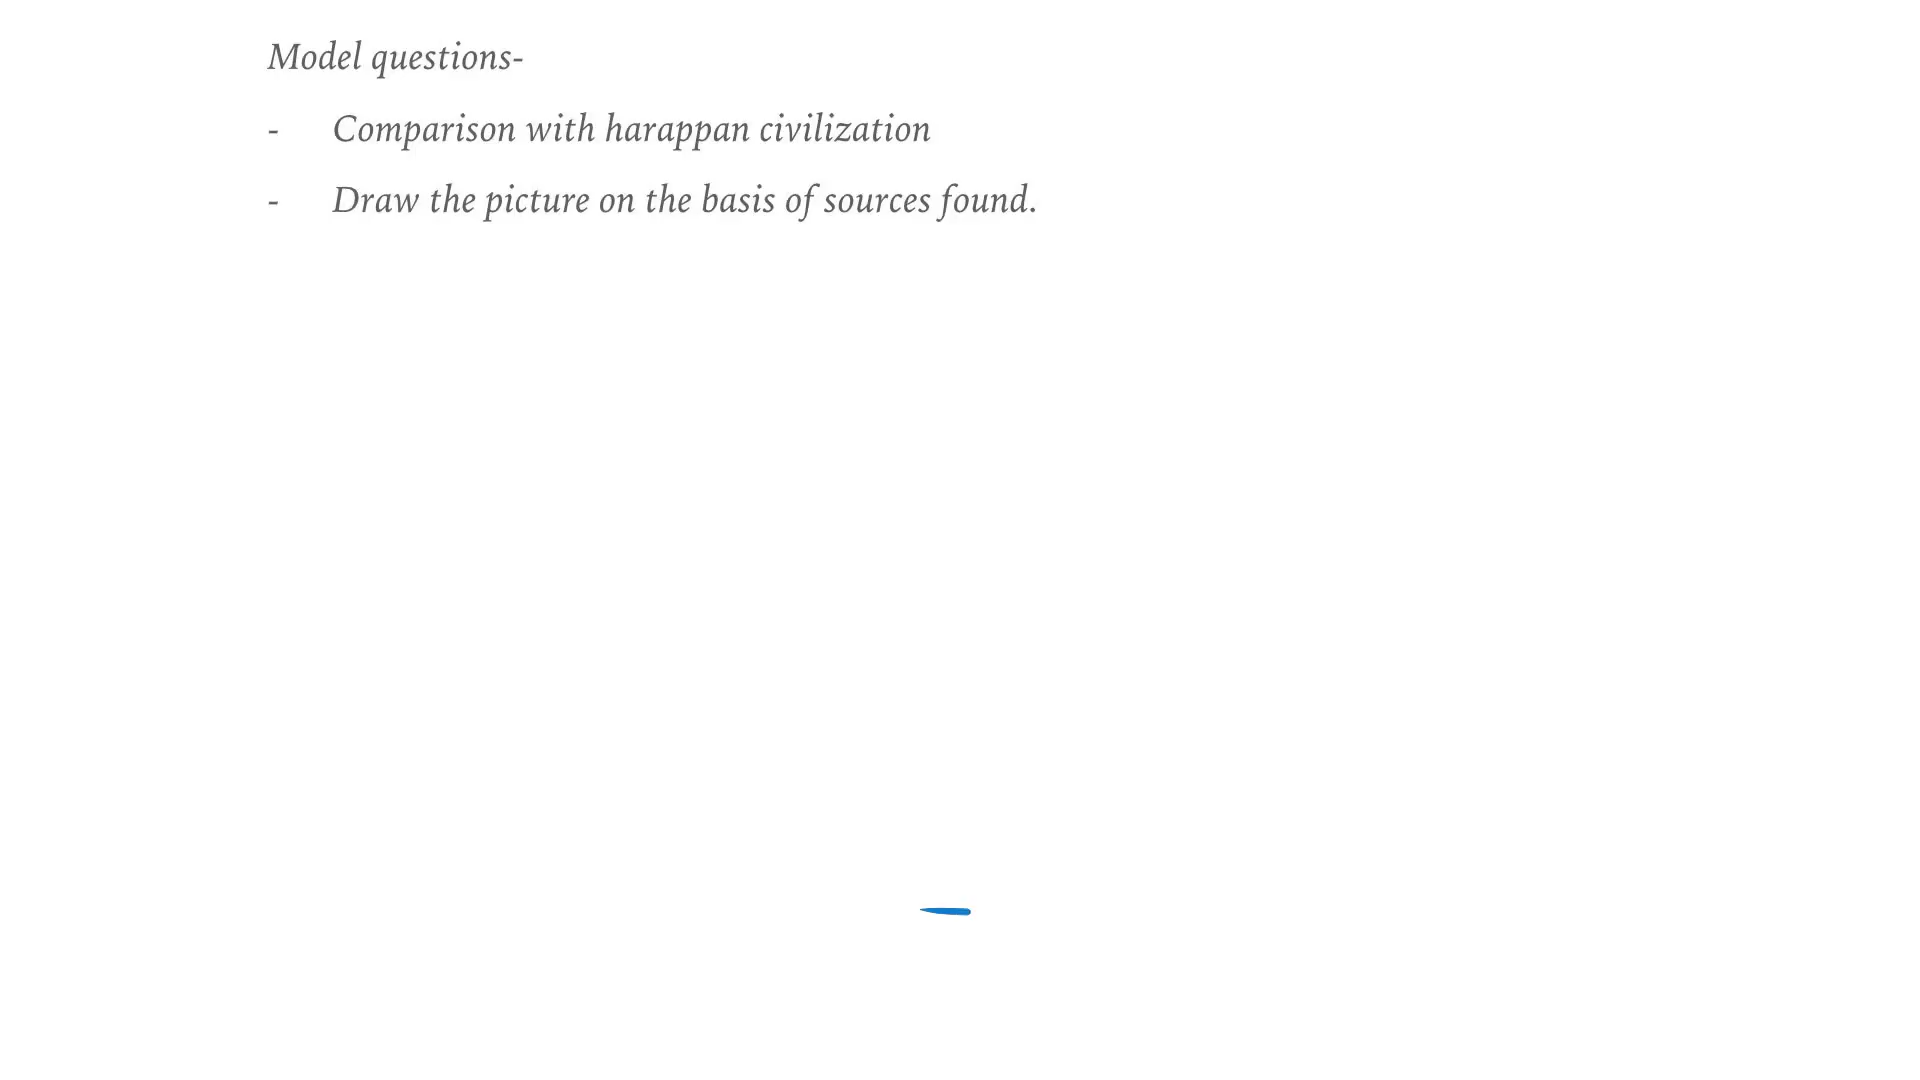 Model questions-
- Comparison with harappan civilization
- Draw the picture on the basis of sources found.